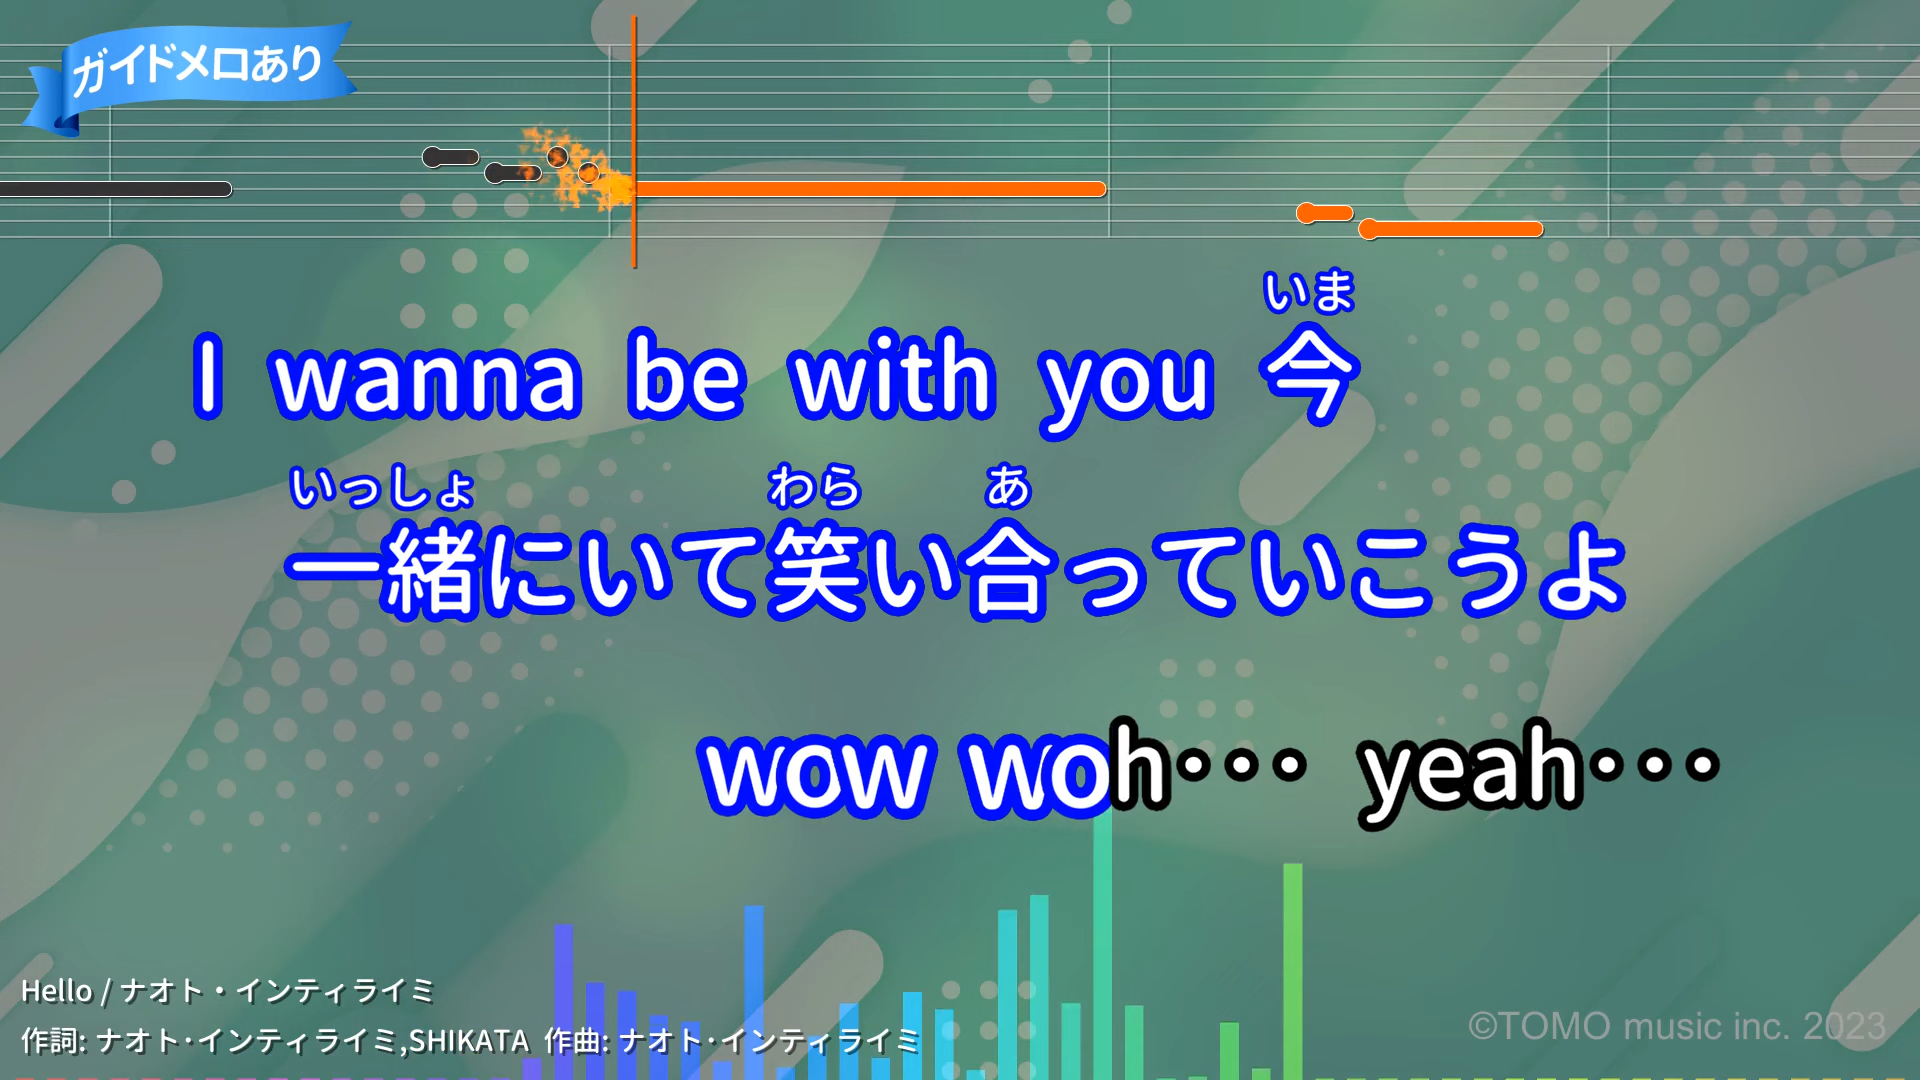 ガイドメロあり
いま
I wanna be with you 今
いっしょ わら あ
一緒にいて笑い合っていこうよ
wow woh･･･ yeah･･･
Hello / ナオト・インティライミ
作詞: ナオト･インティライミ,SHIKATA 作曲: ナオト･インティライミ
©TOMO music inc. 2023